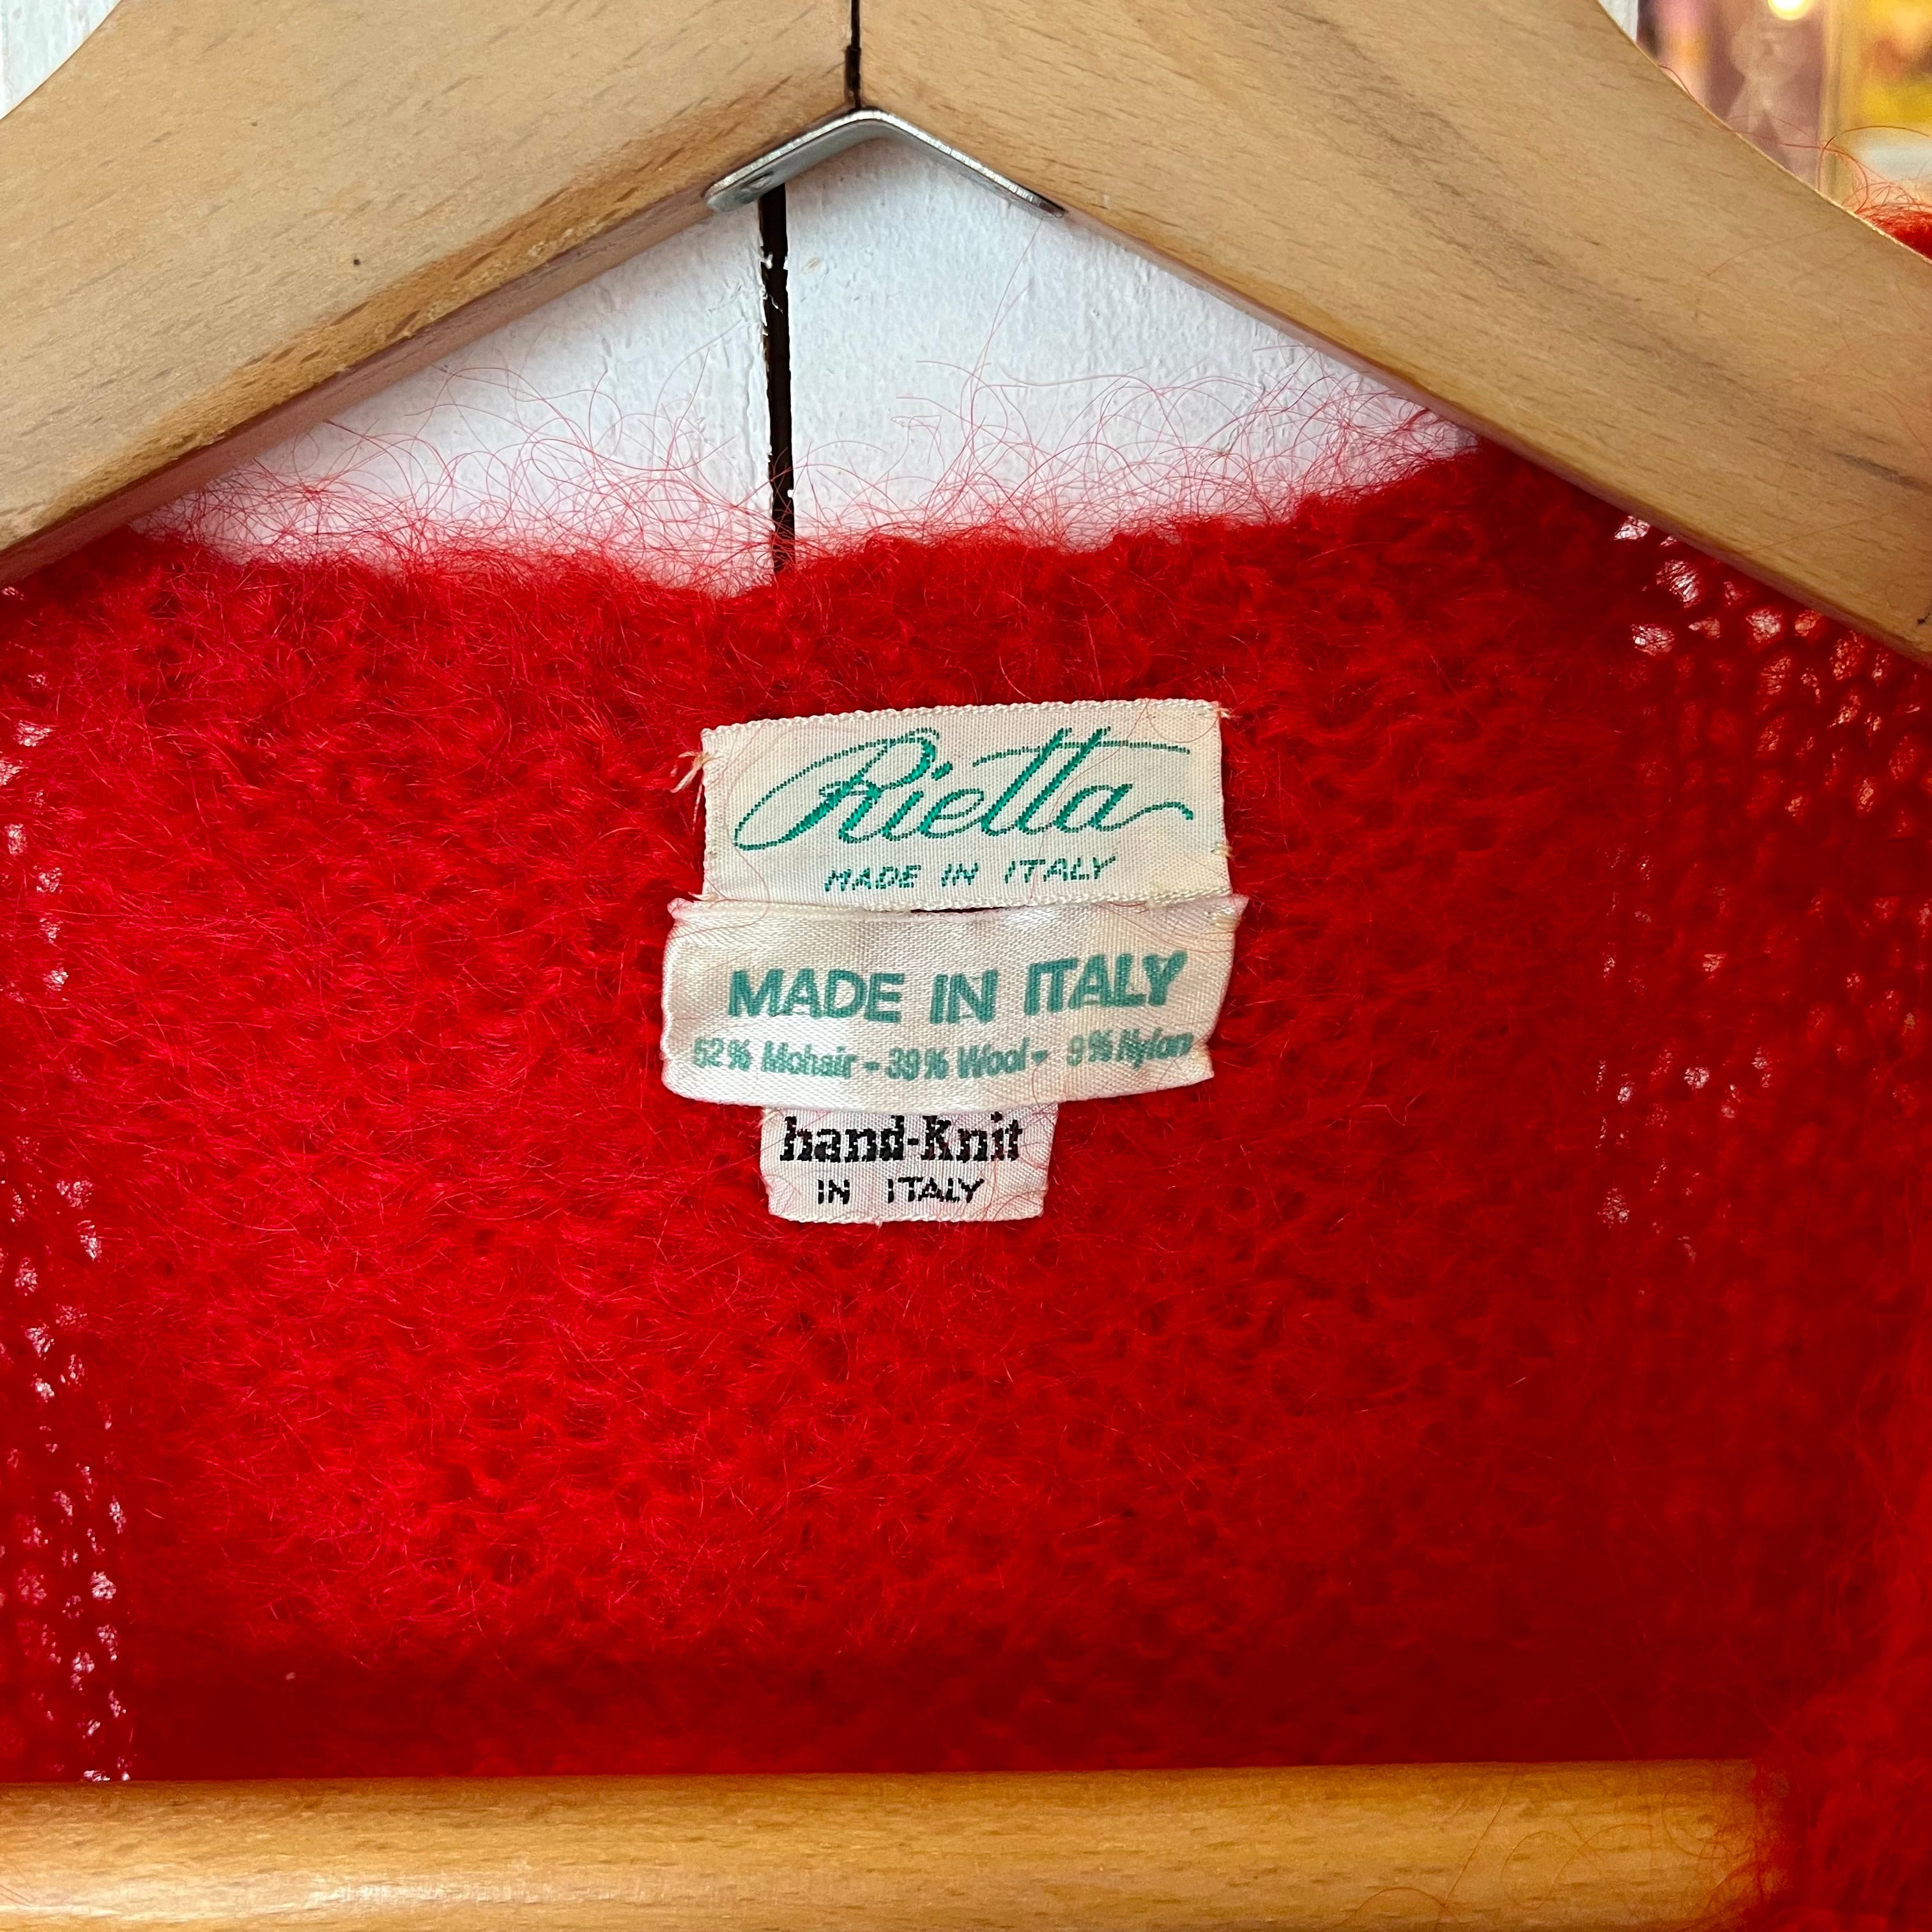 Rietta
MADE IN ITALY
MADE IN ITALY
52% Mohair - 39% Wool - 9% Nylon
hand-Knit
IN ITALY